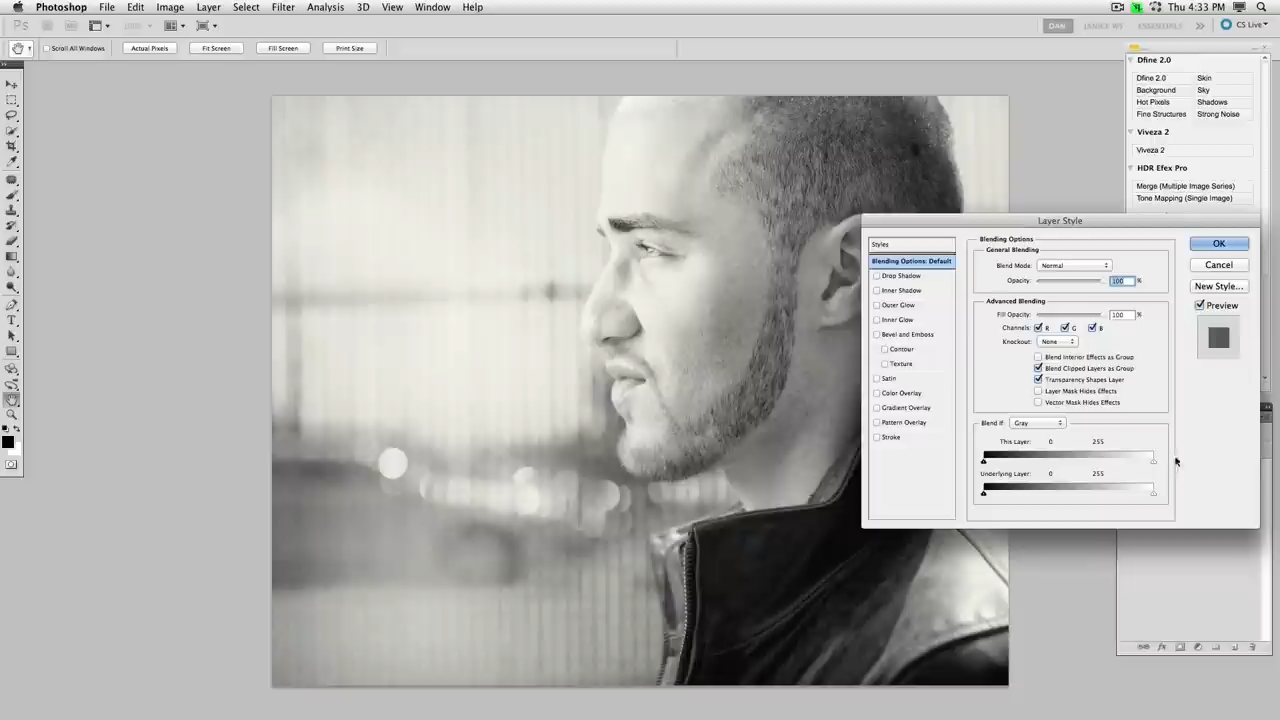 Photoshop File Edit Image Layer Select Filter Analysis 3D View Window Help Thu 4:33 PM
Ps DAN ESSENTIALS CS Live
Scroll All Windows Actual Pixels Fit Screen Fill Screen Print Size
Dfine 2.0
Dfine 2.0 Skin
Background Sky
Hot Pixels Shadows
Fine Structures Strong Noise
Viveza 2
Viveza 2
HDR Efex Pro
Merge (Multiple Image Series)
Tone Mapping (Single Image)
Layer Style
Styles
Blending Options: Default
Drop Shadow
Inner Shadow
Outer Glow
Inner Glow
Bevel and Emboss
Contour
Texture
Satin
Color Overlay
Gradient Overlay
Pattern Overlay
Stroke
Blending Options
General Blending
Blend Mode: Normal
Opacity: 100 %
Advanced Blending
Fill Opacity: 100 %
Channels: R G B
Knockout: None
Blend Interior Effects as Group
Blend Clipped Layers as Group
Transparency Shapes Layer
Layer Mask Hides Effects
Vector Mask Hides Effects
Blend If: Gray
This Layer: 0 255
Underlying Layer: 0 255
OK
Cancel
New Style...
Preview